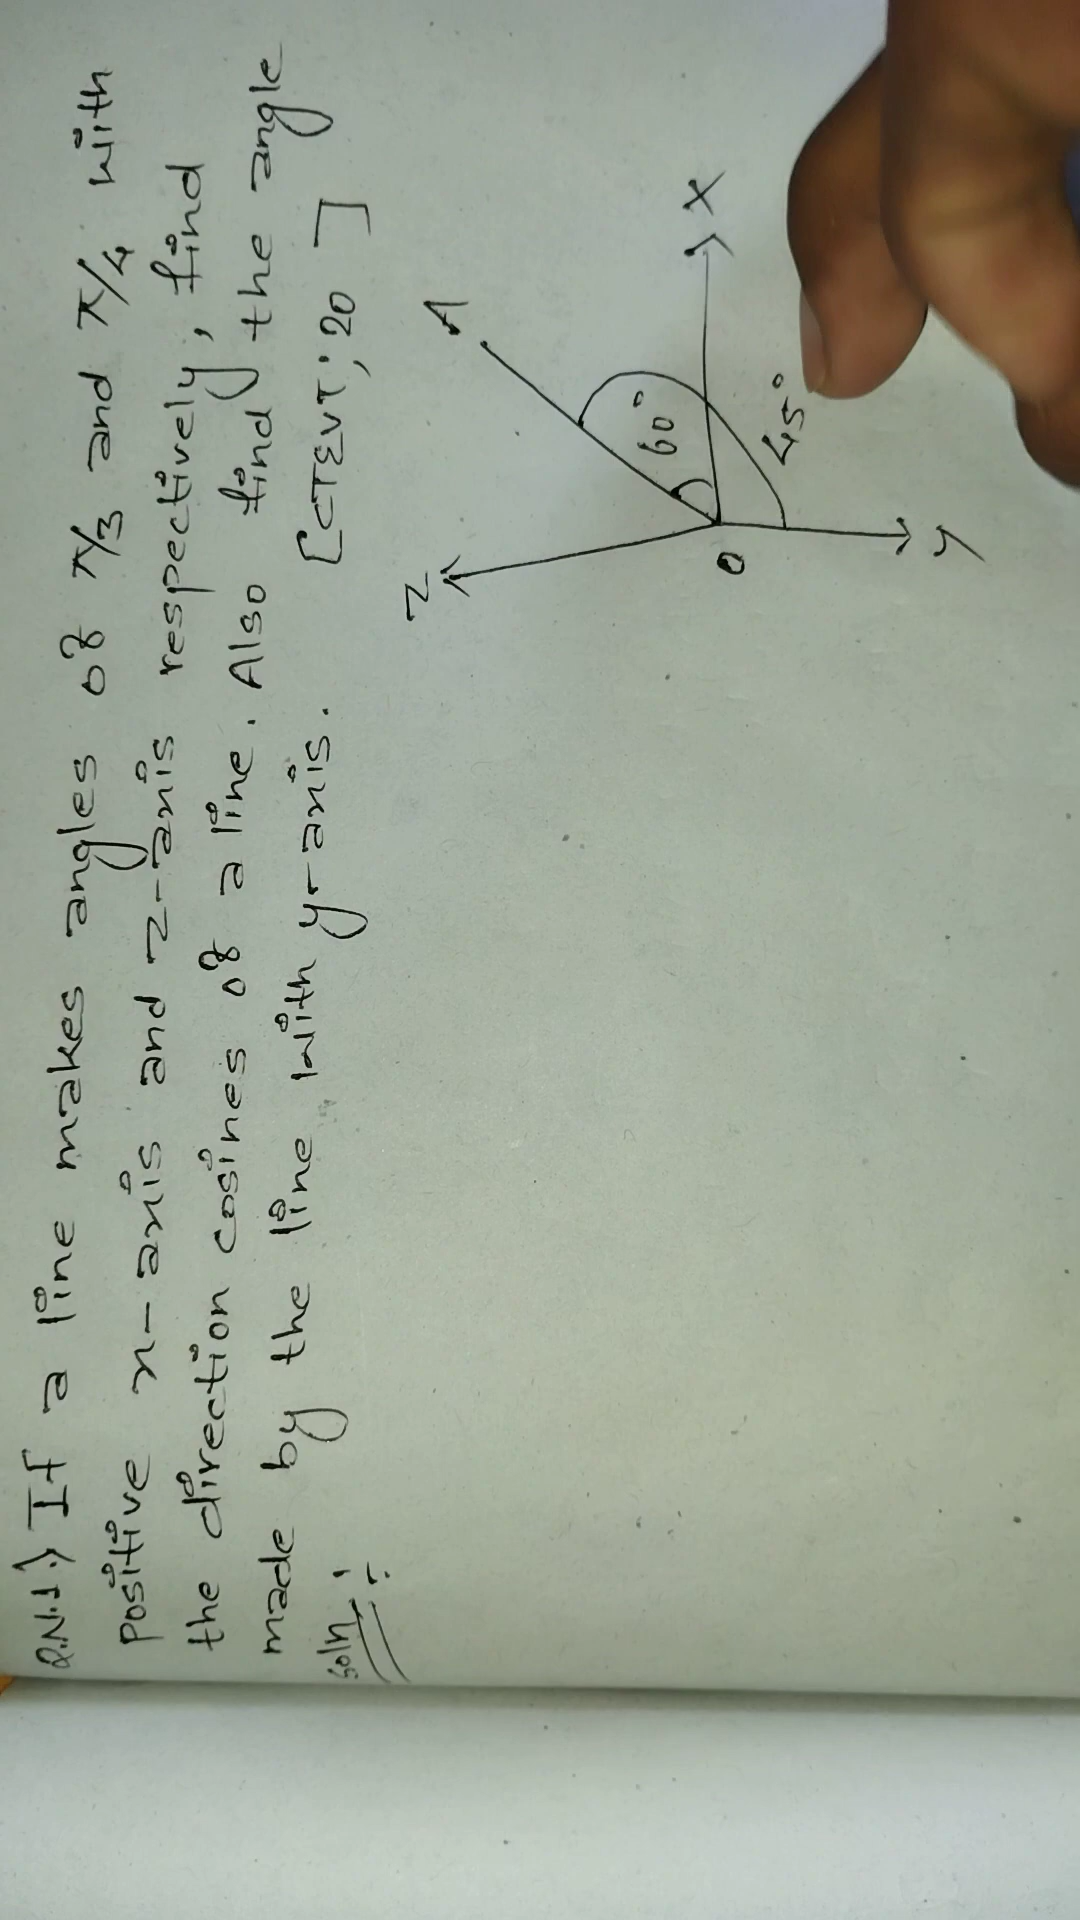 Q.N.1) If a line makes angles of π/3 and π/4 with
positive x-axis and z-axis respectively, find
the direction cosines of a line. Also find the angle
made by the line with y-axis. [CTEVT; 20 ]
soln:-
Z
A
60°
X
O
45°
Y